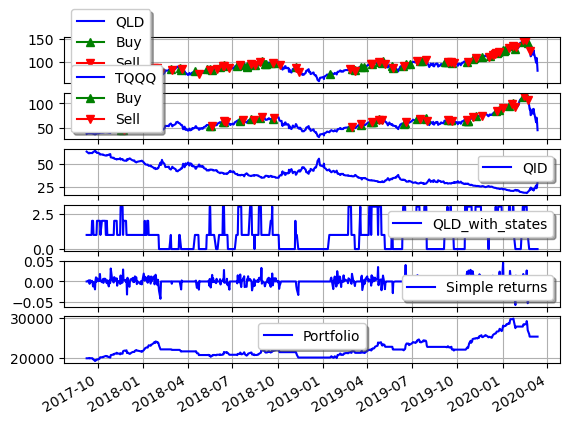 QLD
Buy
Sell
150
100
TQQQ
Buy
Sell
100
50
QID
50
25
QLD_with_states
2.5
0.0
Simple returns
0.05
0.00
−0.05
Portfolio
30000
20000
2017-10
2018-01
2018-04
2018-07
2018-10
2019-01
2019-04
2019-07
2019-10
2020-01
2020-04